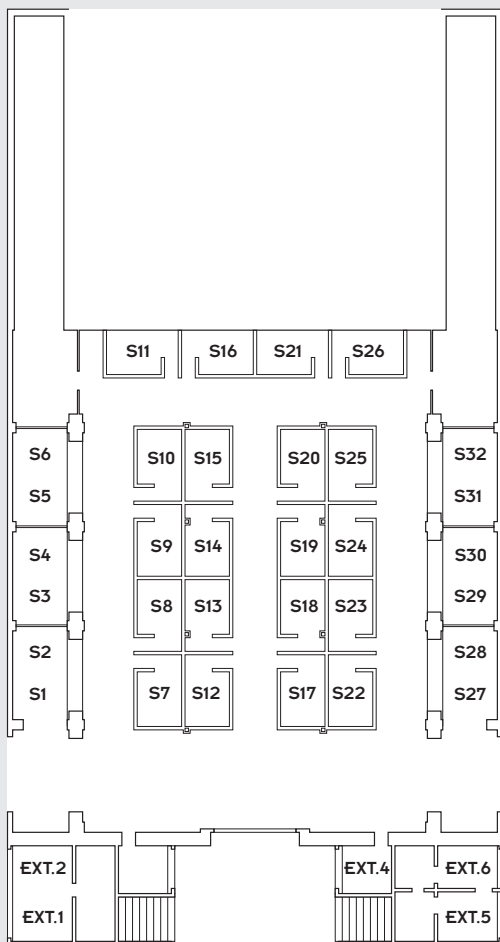 S11 S16 S21 S26
S6 S10 S15 S20 S25 S32
S5 S31
S4 S9 S14 S19 S24 S30
S3 S8 S13 S18 S23 S29
S2 S28
S1 S7 S12 S17 S22 S27
EXT.2 EXT.4 EXT.6
EXT.1 EXT.5